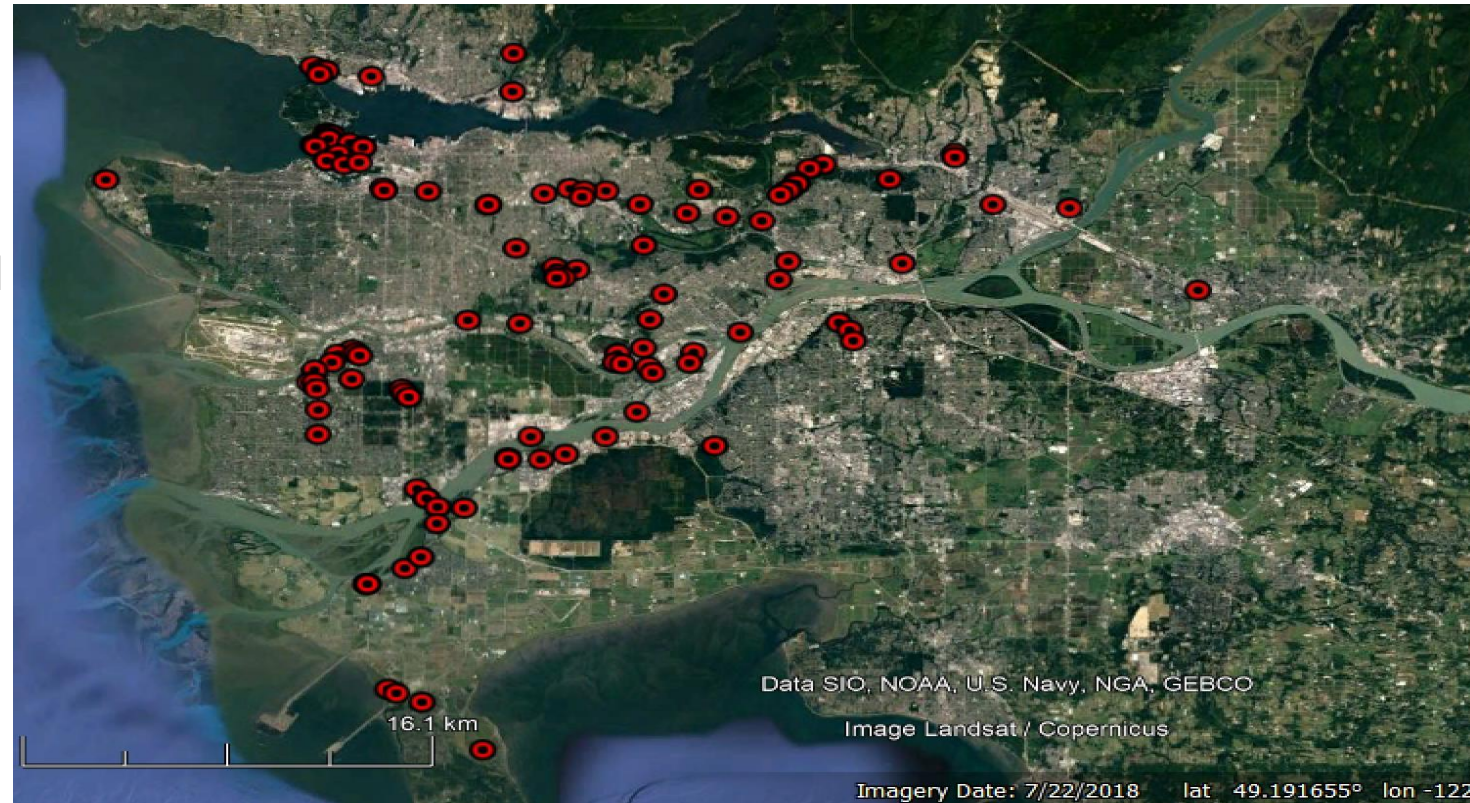 Data SIO, NOAA, U.S. Navy, NGA, GEBCO
16.1 km
Image Landsat / Copernicus
Imagery Date: 7/22/2018 lat 49.191655° lon -122